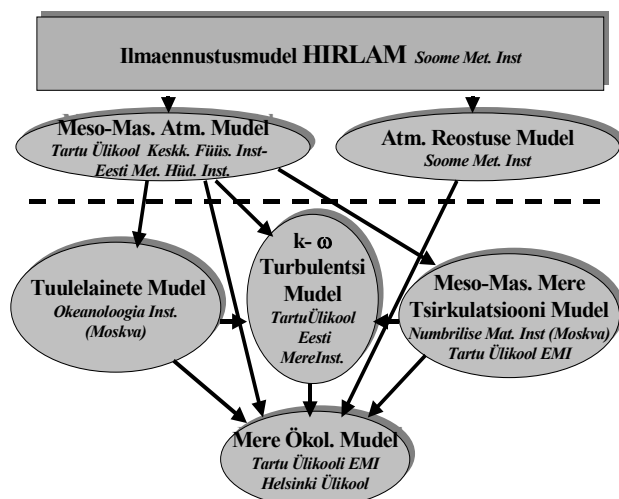 Ilmaennustusmudel HIRLAM Soome Met. Inst
Meso-Mas. Atm. Mudel
Tartu Ülikool Keskk. Füüs. Inst-
Eesti Met. Hüd. Inst.
Atm. Reostuse Mudel
Soome Met. Inst
Tuulelainete Mudel
Okeanoloogia Inst.
(Moskva)
k- ω
Turbulentsi
Mudel
TartuÜlikool
Eesti
MereInst.
Meso-Mas. Mere
Tsirkulatsiooni Mudel
Numbrilise Mat. Inst (Moskva)
Tartu Ülikool EMI
Mere Ökol. Mudel
Tartu Ülikooli EMI
Helsinki Ülikool